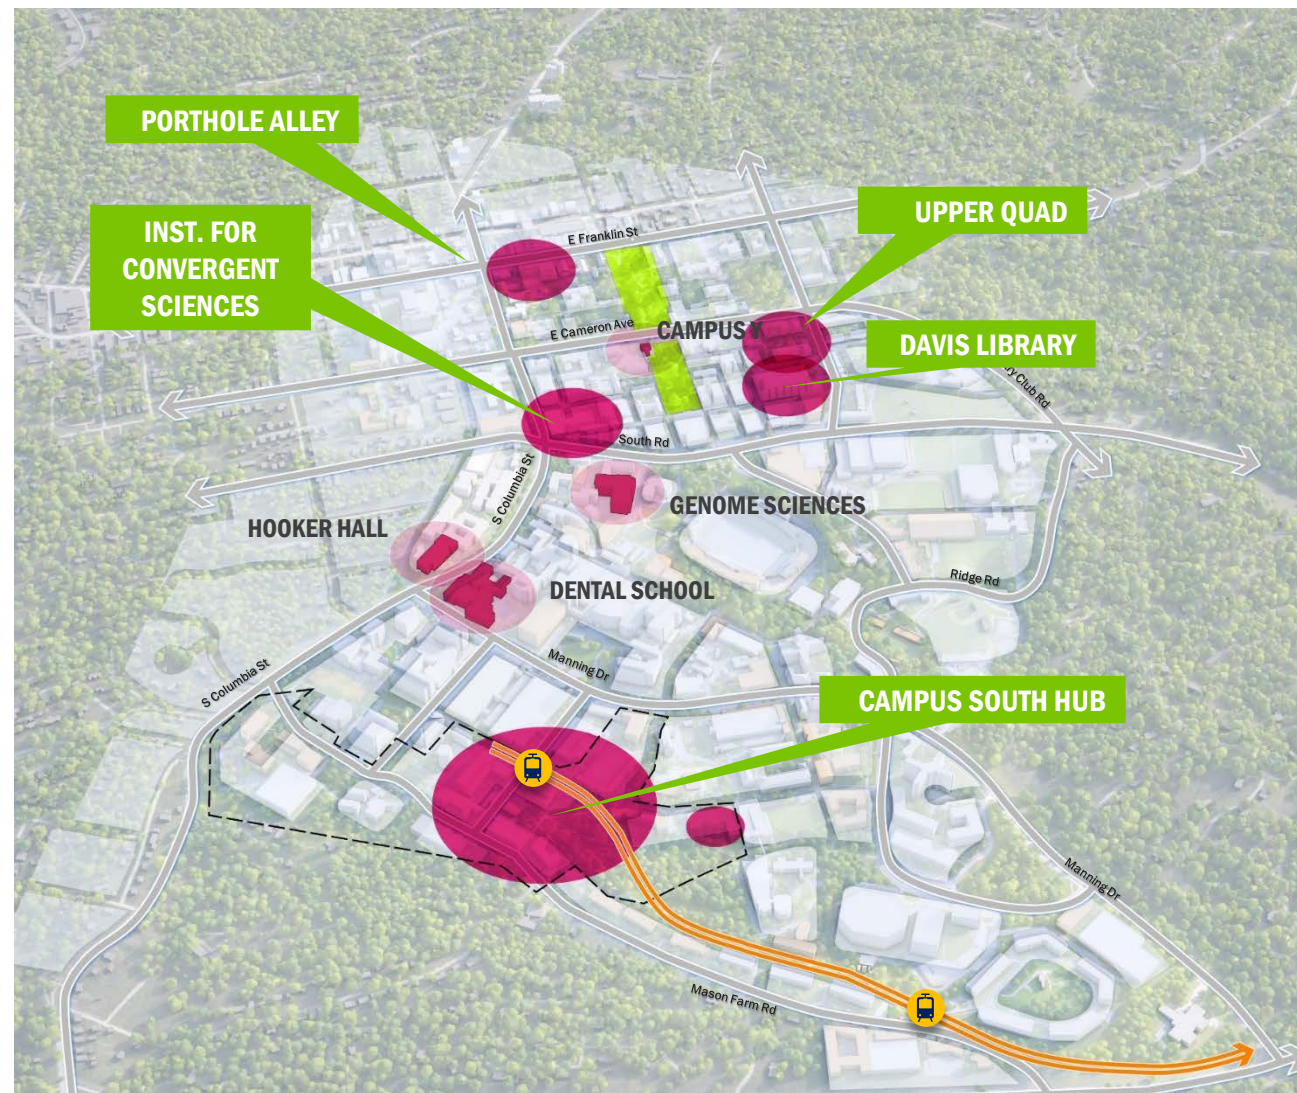 PORTHOLE ALLEY
UPPER QUAD
INST. FOR
CONVERGENT
SCIENCES
E Franklin St
E Cameron Ave
CAMPUS Y
DAVIS LIBRARY
Club Rd
South Rd
S Columbia St
GENOME SCIENCES
HOOKER HALL
DENTAL SCHOOL
Ridge Rd
Manning Dr
S Columbia St
CAMPUS SOUTH HUB
Manning Dr
Mason Farm Rd